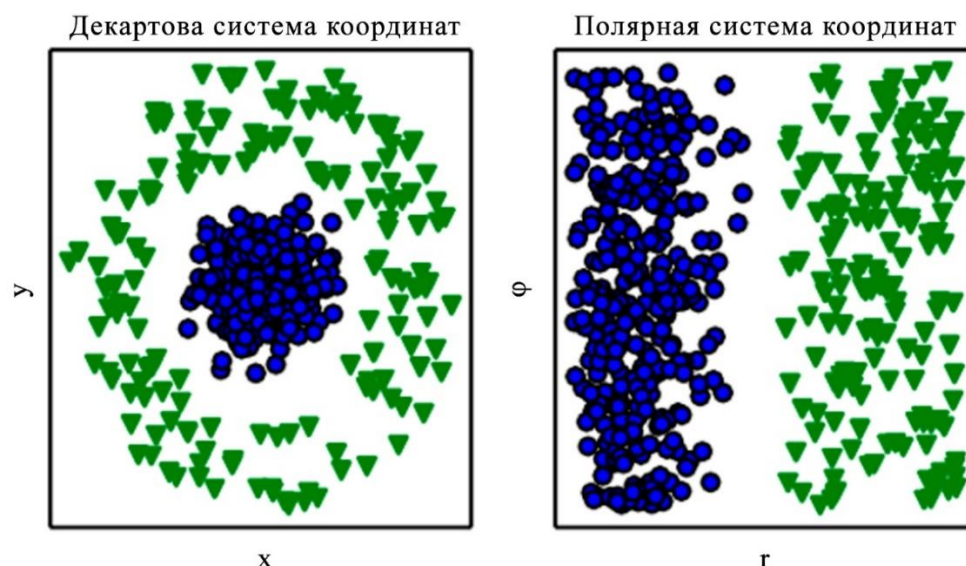 Декартова система координат
Полярная система координат
y
φ
x
r